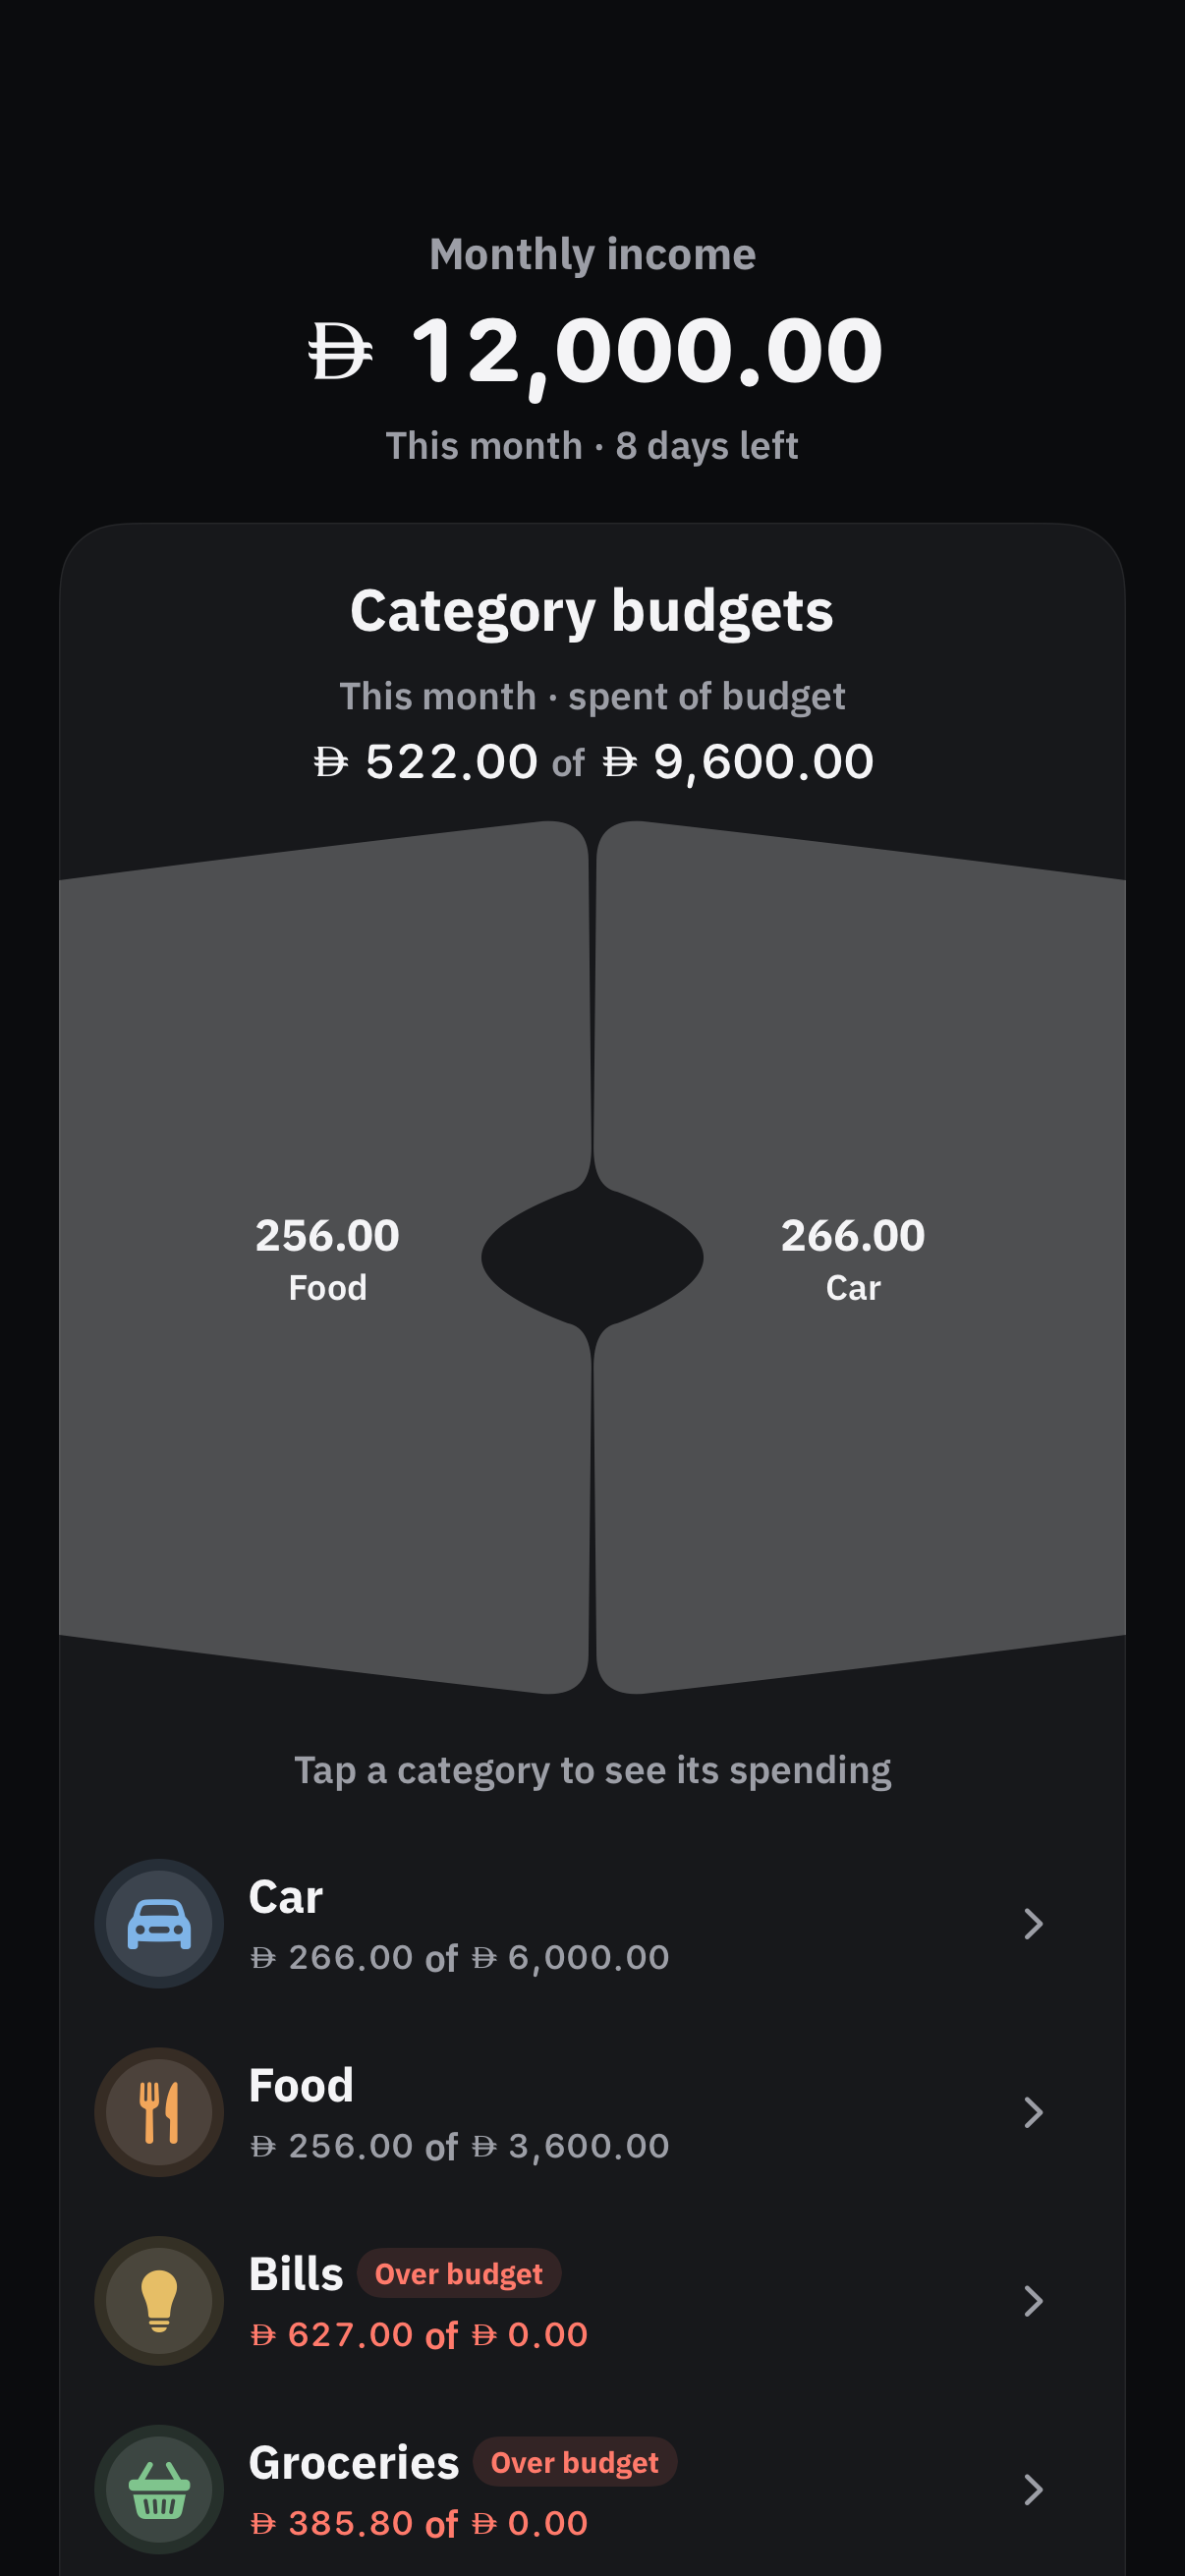 Monthly income
 12,000.00
This month · 8 days left
Category budgets
This month · spent of budget
 522.00 of  9,600.00
256.00
Food
266.00
Car
Tap a category to see its spending
Car
 266.00 of  6,000.00
Food
 256.00 of  3,600.00
Bills Over budget
 627.00 of  0.00
Groceries Over budget
 385.80 of  0.00